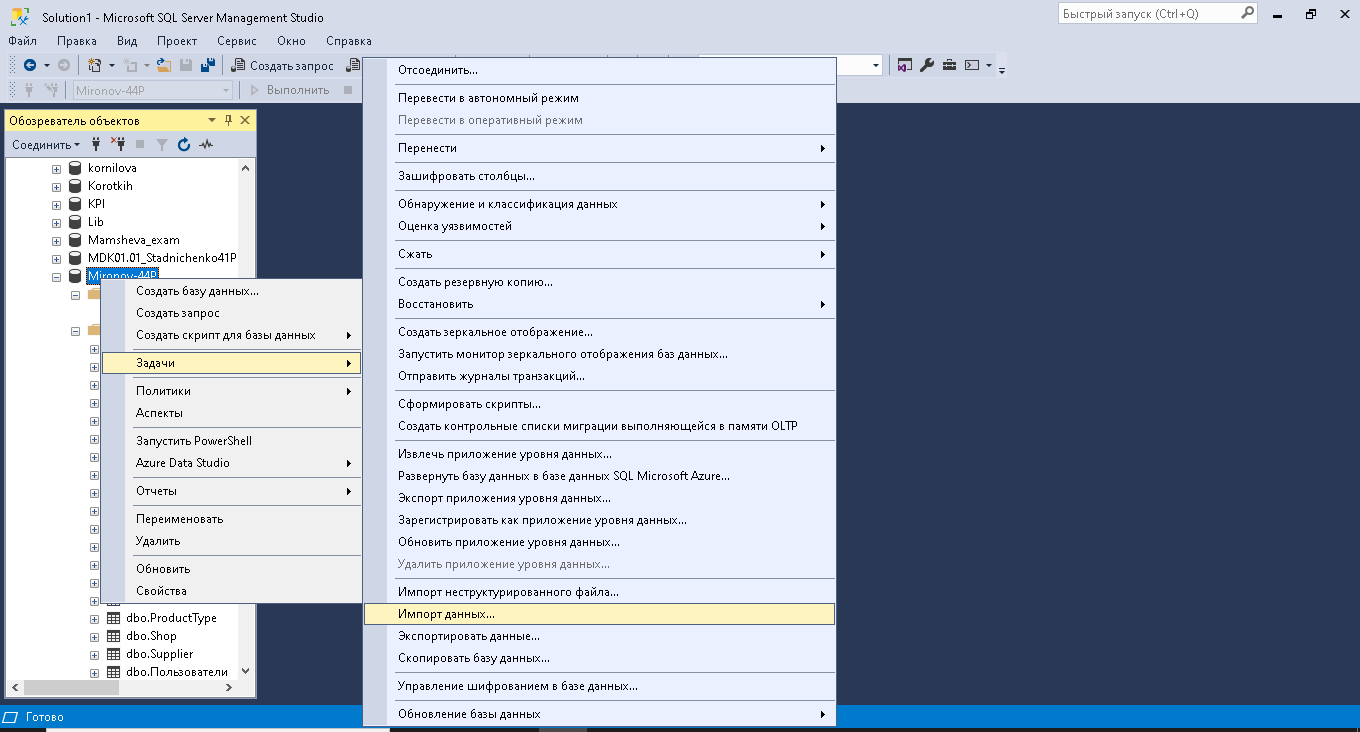 Solution1 - Microsoft SQL Server Management Studio
Быстрый запуск (Ctrl+Q)
Файл Правка Вид Проект Сервис Окно Справка
Создать запрос
Mironov-44P
Выполнить
Обозреватель объектов
Соединить
kornilova
Korotkih
KPI
Lib
Mamsheva_exam
MDK01.01_Stadnichenko41P
Mironov-44P
dbo.ProductType
dbo.Shop
dbo.Supplier
dbo.Пользователи
Создать базу данных...
Создать запрос
Создать скрипт для базы данных
Задачи
Политики
Аспекты
Запустить PowerShell
Azure Data Studio
Отчеты
Переименовать
Удалить
Обновить
Свойства
Отсоединить...
Перевести в автономный режим
Перевести в оперативный режим
Перенести
Зашифровать столбцы...
Обнаружение и классификация данных
Оценка уязвимостей
Сжать
Создать резервную копию...
Восстановить
Создать зеркальное отображение...
Запустить монитор зеркального отображения баз данных...
Отправить журналы транзакций...
Сформировать скрипты...
Создать контрольные списки миграции выполняющейся в памяти OLTP
Извлечь приложение уровня данных...
Развернуть базу данных в базе данных SQL Microsoft Azure...
Экспорт приложения уровня данных...
Зарегистрировать как приложение уровня данных...
Обновить приложение уровня данных...
Удалить приложение уровня данных...
Импорт неструктурированного файла...
Импорт данных...
Экспортировать данные...
Скопировать базу данных...
Управление шифрованием в базе данных...
Обновление базы данных
Готово